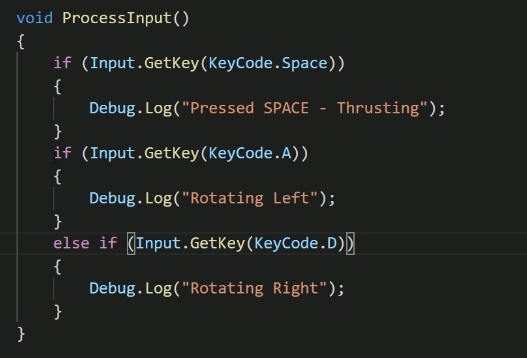 void ProcessInput()
{
    if (Input.GetKey(KeyCode.Space))
    {
        Debug.Log("Pressed SPACE - Thrusting");
    }
    if (Input.GetKey(KeyCode.A))
    {
        Debug.Log("Rotating Left");
    }
    else if (Input.GetKey(KeyCode.D))
    {
        Debug.Log("Rotating Right");
    }
}